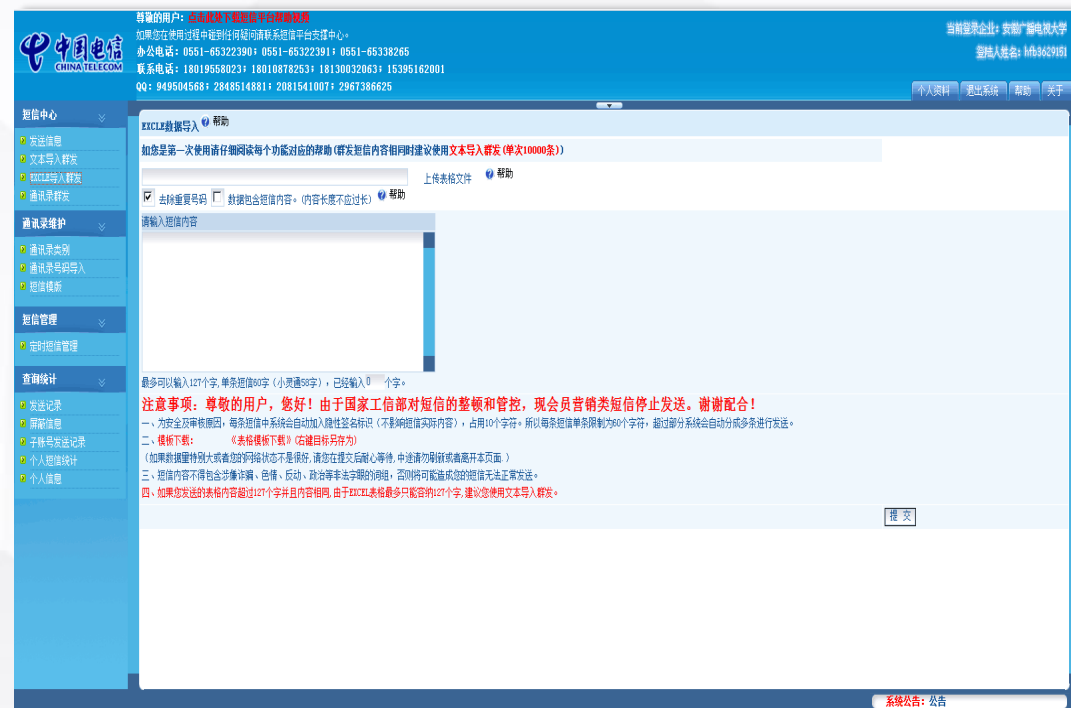 中国电信
CHINA TELECOM
尊敬的用户：点击此处下载短信平台帮助视频
如果您在使用过程中碰到任何疑问请联系短信平台支撑中心。
办公电话：0551-65322390；0551-65322391；0551-65338265
联系电话：18019558023；18010878253；18130032063；15395162001
QQ：949504568；2848514881；2081541007；2967386625
当前登录企业：安徽广播电视大学
登陆人姓名：hfb3629151
个人资料 退出系统 帮助 关于
短信中心
发送信息
文本导入群发
EXCLE导入群发
通讯录群发
通讯录维护
通讯录类别
通讯录号码导入
短信模版
短信管理
定时短信管理
查询统计
发送记录
屏蔽信息
子账号发送记录
个人短信统计
个人信息
EXCLE数据导入 帮助
如您是第一次使用请仔细阅读每个功能对应的帮助(群发短信内容相同时建议使用文本导入群发(单次10000条))
上传表格文件 帮助
去除重复号码 数据包含短信内容。(内容长度不应过长) 帮助
请输入短信内容
最多可以输入127个字,单条短信60字（小灵通58字），已经输入0 个字。
注意事项：尊敬的用户，您好！由于国家工信部对短信的整顿和管控，现会员营销类短信停止发送。谢谢配合！
一、为安全及审核原因，每条短信中系统会自动加入隐性签名标识（不影响短信实际内容），占用10个字符。所以每条短信单条限制为60个字符，超过部分系统会自动分成多条进行发送。
二、模板下载： 《表格模板下载》(右键目标另存为)
（如果数据量特别大或者您的网络状态不是很好,请您在提交后耐心等待,中途请勿刷新或者离开本页面.）
三、短信内容不得包含涉嫌诈骗、色情、反动、政治等非法字眼的词组，否则将可能造成您的短信无法正常发送。
四、如果您发送的表格内容超过127个字并且内容相同,由于EXCEL表格最多只能容纳127个字,建议您使用文本导入群发。
提 交
系统公告：公告